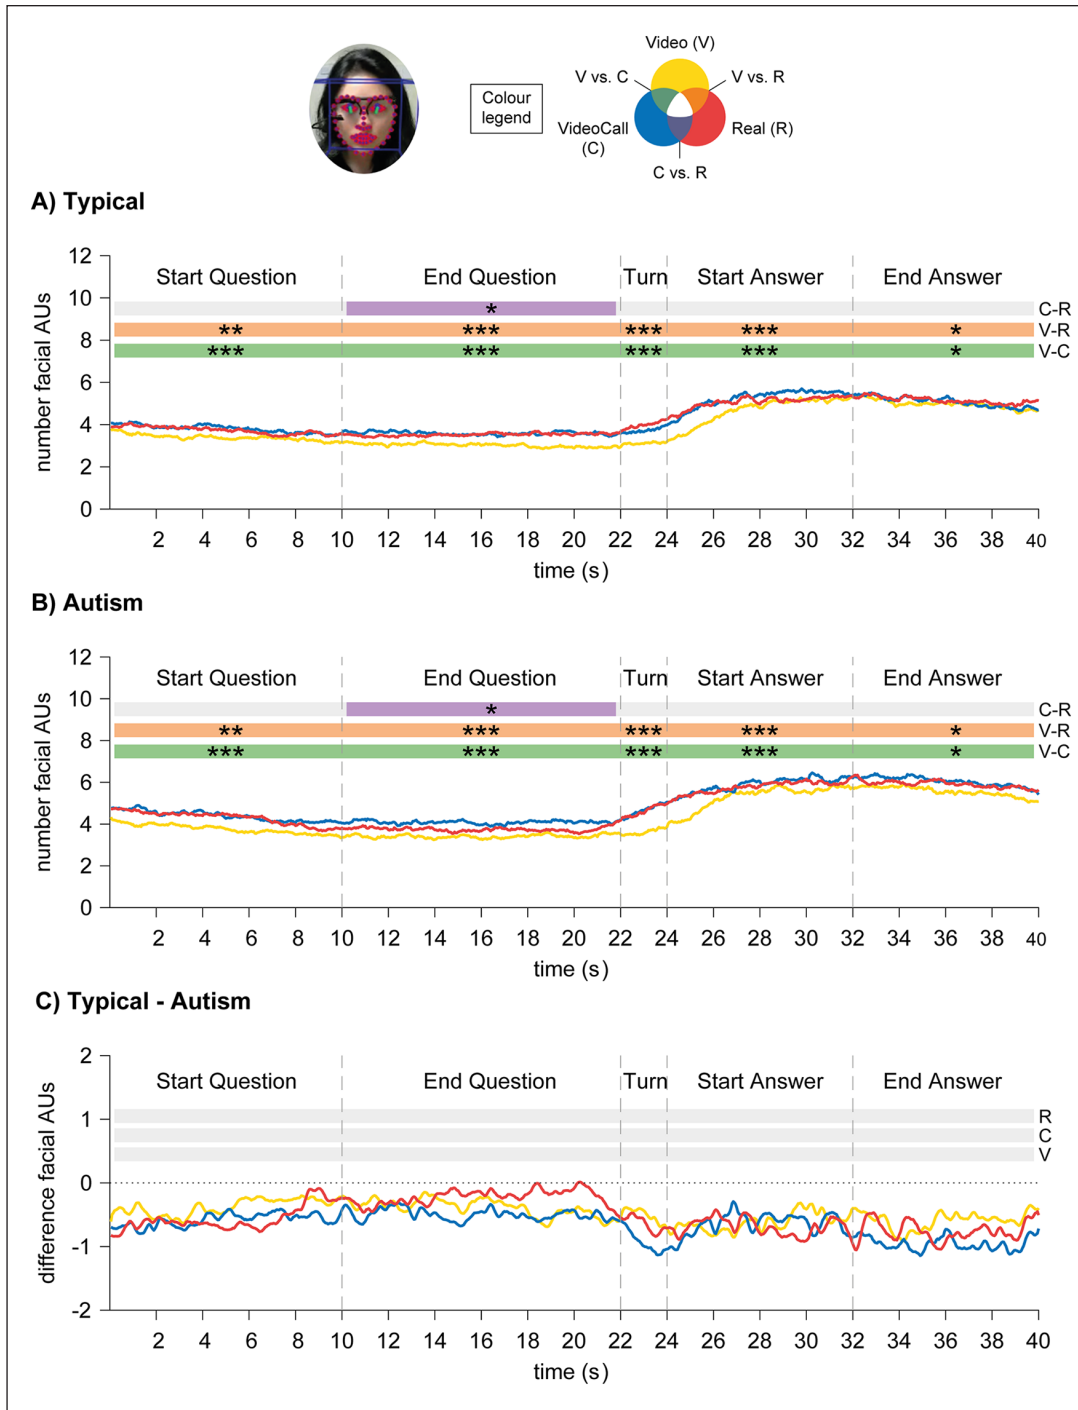 Video (V)
V vs. C
V vs. R
Colour
legend
VideoCall
(C)
Real (R)
C vs. R
A) Typical
number facial AUs
12
10
8
6
4
2
0
Start Question
End Question
Turn
Start Answer
End Answer
* C-R
** *** *** *** * V-R
*** *** *** *** * V-C
2 4 6 8 10 12 14 16 18 20 22 24 26 28 30 32 34 36 38 40
time (s)
B) Autism
number facial AUs
12
10
8
6
4
2
0
Start Question
End Question
Turn
Start Answer
End Answer
* C-R
** *** *** *** * V-R
*** *** *** *** * V-C
2 4 6 8 10 12 14 16 18 20 22 24 26 28 30 32 34 36 38 40
time (s)
C) Typical - Autism
difference facial AUs
2
1
0
-1
-2
Start Question
End Question
Turn
Start Answer
End Answer
R
C
V
2 4 6 8 10 12 14 16 18 20 22 24 26 28 30 32 34 36 38 40
time (s)